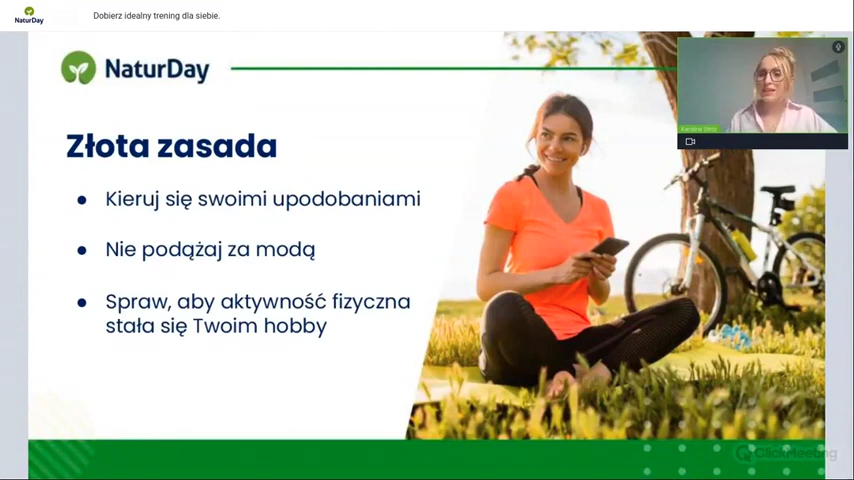 NaturDay
Dobierz idealny trening dla siebie.
NaturDay
Złota zasada
● Kieruj się swoimi upodobaniami
● Nie podążaj za modą
● Spraw, aby aktywność fizyczna
stała się Twoim hobby
ClickMeeting